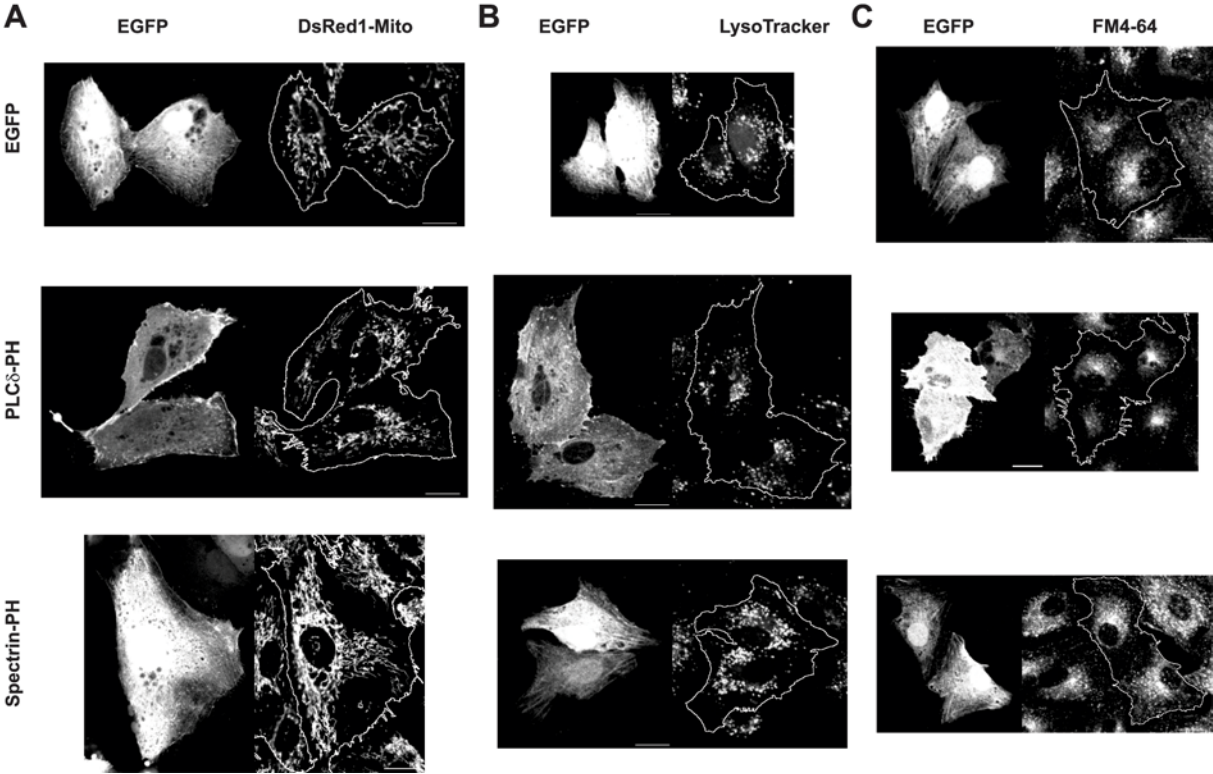 A
B
C
EGFP
DsRed1-Mito
EGFP
LysoTracker
EGFP
FM4-64
EGFP
PLCδ-PH
Spectrin-PH